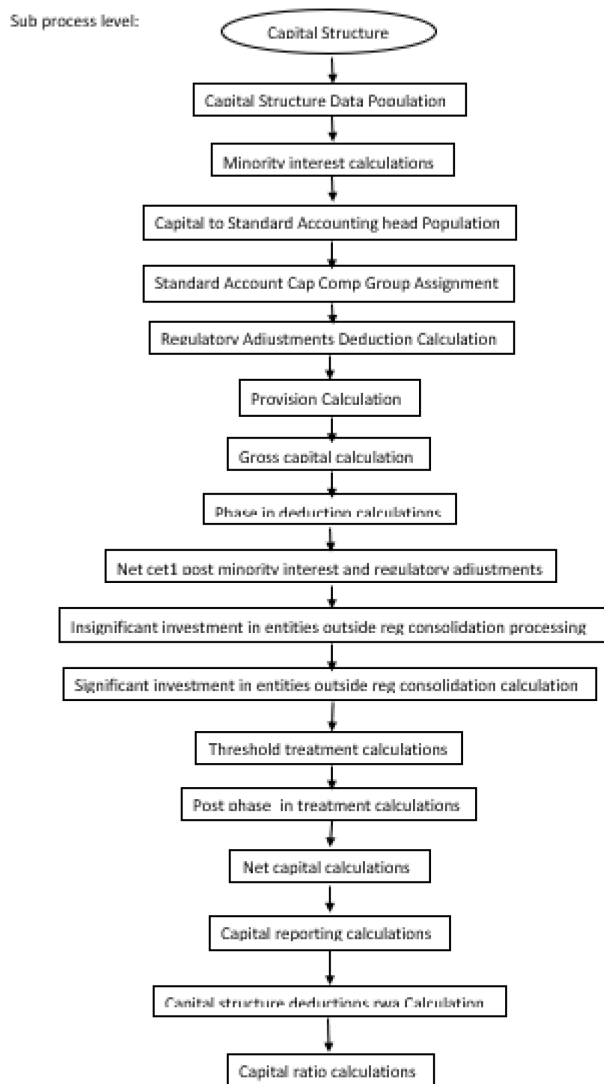 Sub process level:
Capital Structure
Capital Structure Data Population
Minority interest calculations
Capital to Standard Accounting head Population
Standard Account Cap Comp Group Assignment
Regulatory Adjustments Deduction Calculation
Provision Calculation
Gross capital calculation
Phase in deduction calculations
Net cet1 post minority interest and regulatory adjustments
Insignificant investment in entities outside reg consolidation processing
Significant investment in entities outside reg consolidation calculation
Threshold treatment calculations
Post phase in treatment calculations
Net capital calculations
Capital reporting calculations
Capital structure deductions rwa Calculation
Capital ratio calculations